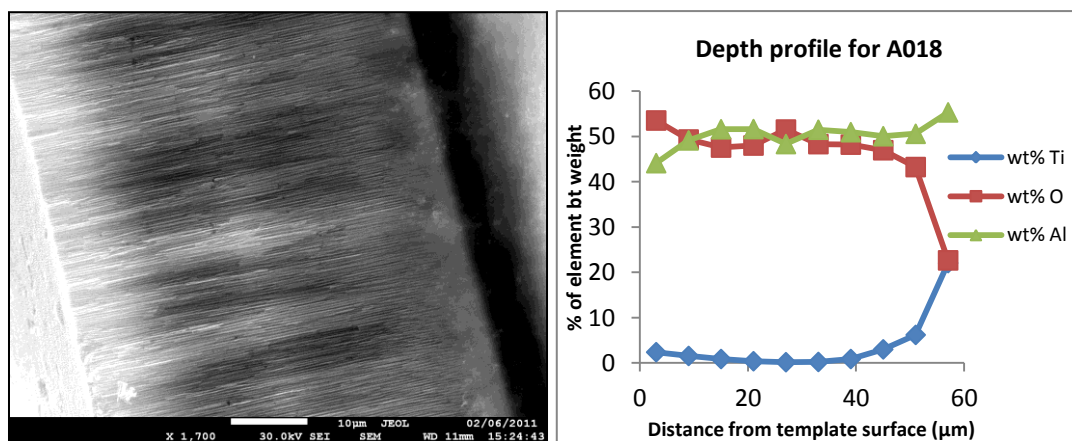 10µm JEOL 02/06/2011
X 1,700 30.0kV SEI SEM WD 11mm 15:24:43
Depth profile for A018
% of element bt weight
60
50
40
30
20
10
0
0 20 40 60
Distance from template surface (µm)
wt% Ti
wt% O
wt% Al